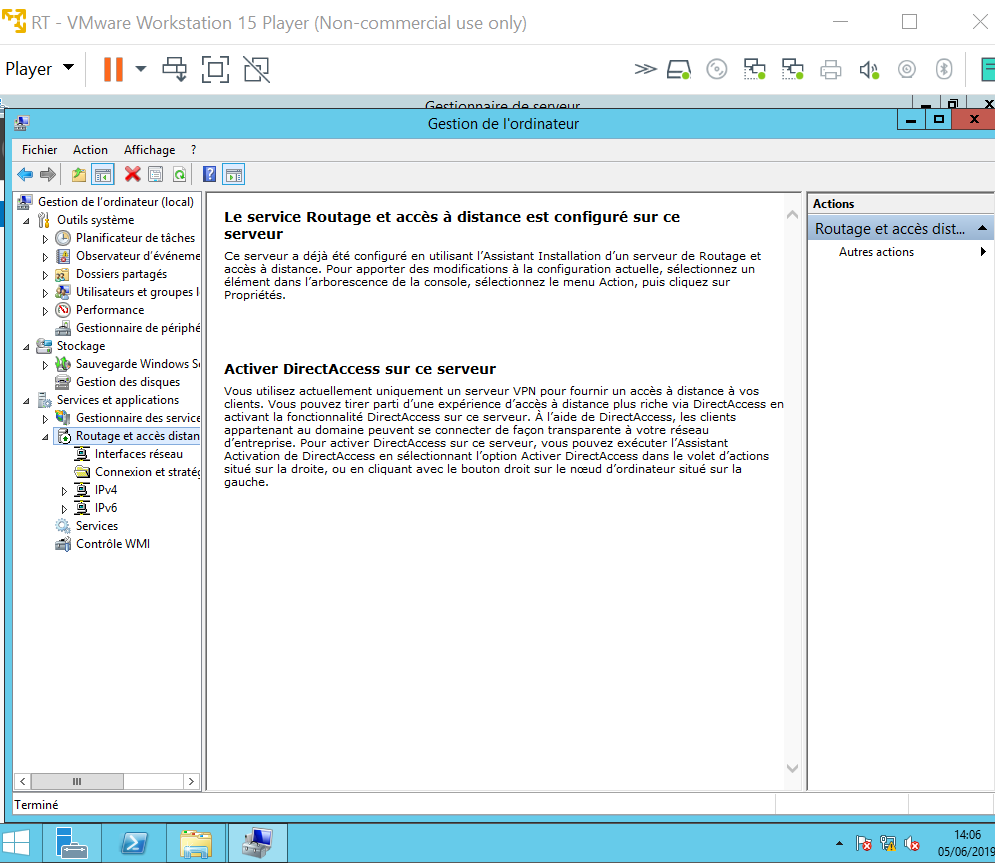 RT - VMware Workstation 15 Player (Non-commercial use only)
Player
Gestionnaire de serveur
Gestion de l'ordinateur
Fichier Action Affichage ?
Gestion de l'ordinateur (local)
Outils système
Planificateur de tâches
Observateur d'événeme
Dossiers partagés
Utilisateurs et groupes l
Performance
Gestionnaire de périphé
Stockage
Sauvegarde Windows Se
Gestion des disques
Services et applications
Gestionnaire des service
Routage et accès distan
Interfaces réseau
Connexion et stratég
IPv4
IPv6
Services
Contrôle WMI
Le service Routage et accès à distance est configuré sur ce
serveur
Ce serveur a déjà été configuré en utilisant l'Assistant Installation d'un serveur de Routage et
accès à distance. Pour apporter des modifications à la configuration actuelle, sélectionnez un
élément dans l'arborescence de la console, sélectionnez le menu Action, puis cliquez sur
Propriétés.
Activer DirectAccess sur ce serveur
Vous utilisez actuellement uniquement un serveur VPN pour fournir un accès à distance à vos
clients. Vous pouvez tirer parti d'une expérience d'accès à distance plus riche via DirectAccess en
activant la fonctionnalité DirectAccess sur ce serveur. À l'aide de DirectAccess, les clients
appartenant au domaine peuvent se connecter de façon transparente à votre réseau
d'entreprise. Pour activer DirectAccess sur ce serveur, vous pouvez exécuter l'Assistant
Activation de DirectAccess en sélectionnant l'option Activer DirectAccess dans le volet d'actions
situé sur la droite, ou en cliquant avec le bouton droit sur le nœud d'ordinateur situé sur la
gauche.
Actions
Routage et accès dist...
Autres actions
Terminé
14:06
05/06/2019